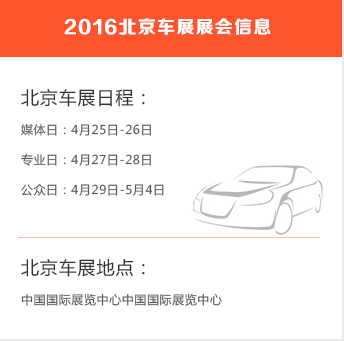 2016北京车展展会信息
北京车展日程：
媒体日：4月25日-26日
专业日：4月27日-28日
公众日：4月29日-5月4日
北京车展地点：
中国国际展览中心中国国际展览中心